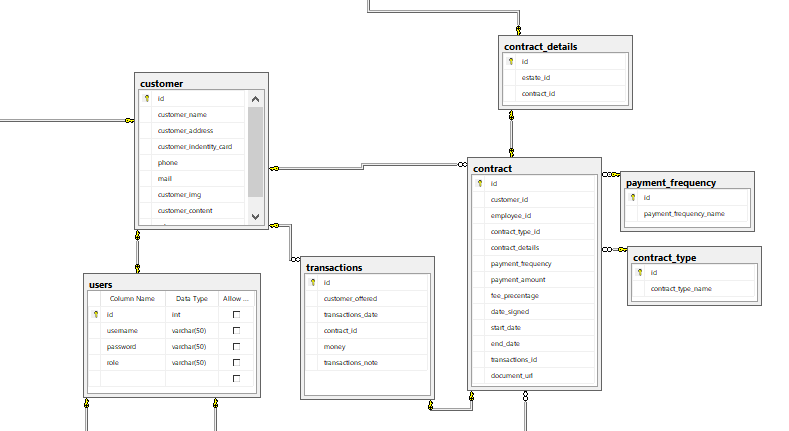 contract_details
id
estate_id
contract_id
customer
id
customer_name
customer_address
customer_indentity_card
phone
mail
customer_img
customer_content
contract
id
customer_id
employee_id
contract_type_id
contract_details
payment_frequency
payment_amount
fee_precentage
date_signed
start_date
end_date
transactions_id
document_url
payment_frequency
id
payment_frequency_name
contract_type
id
contract_type_name
transactions
id
customer_offered
transactions_date
contract_id
money
transactions_note
users
Column Name Data Type Allow ...
id int
username varchar(50)
password varchar(50)
role varchar(50)